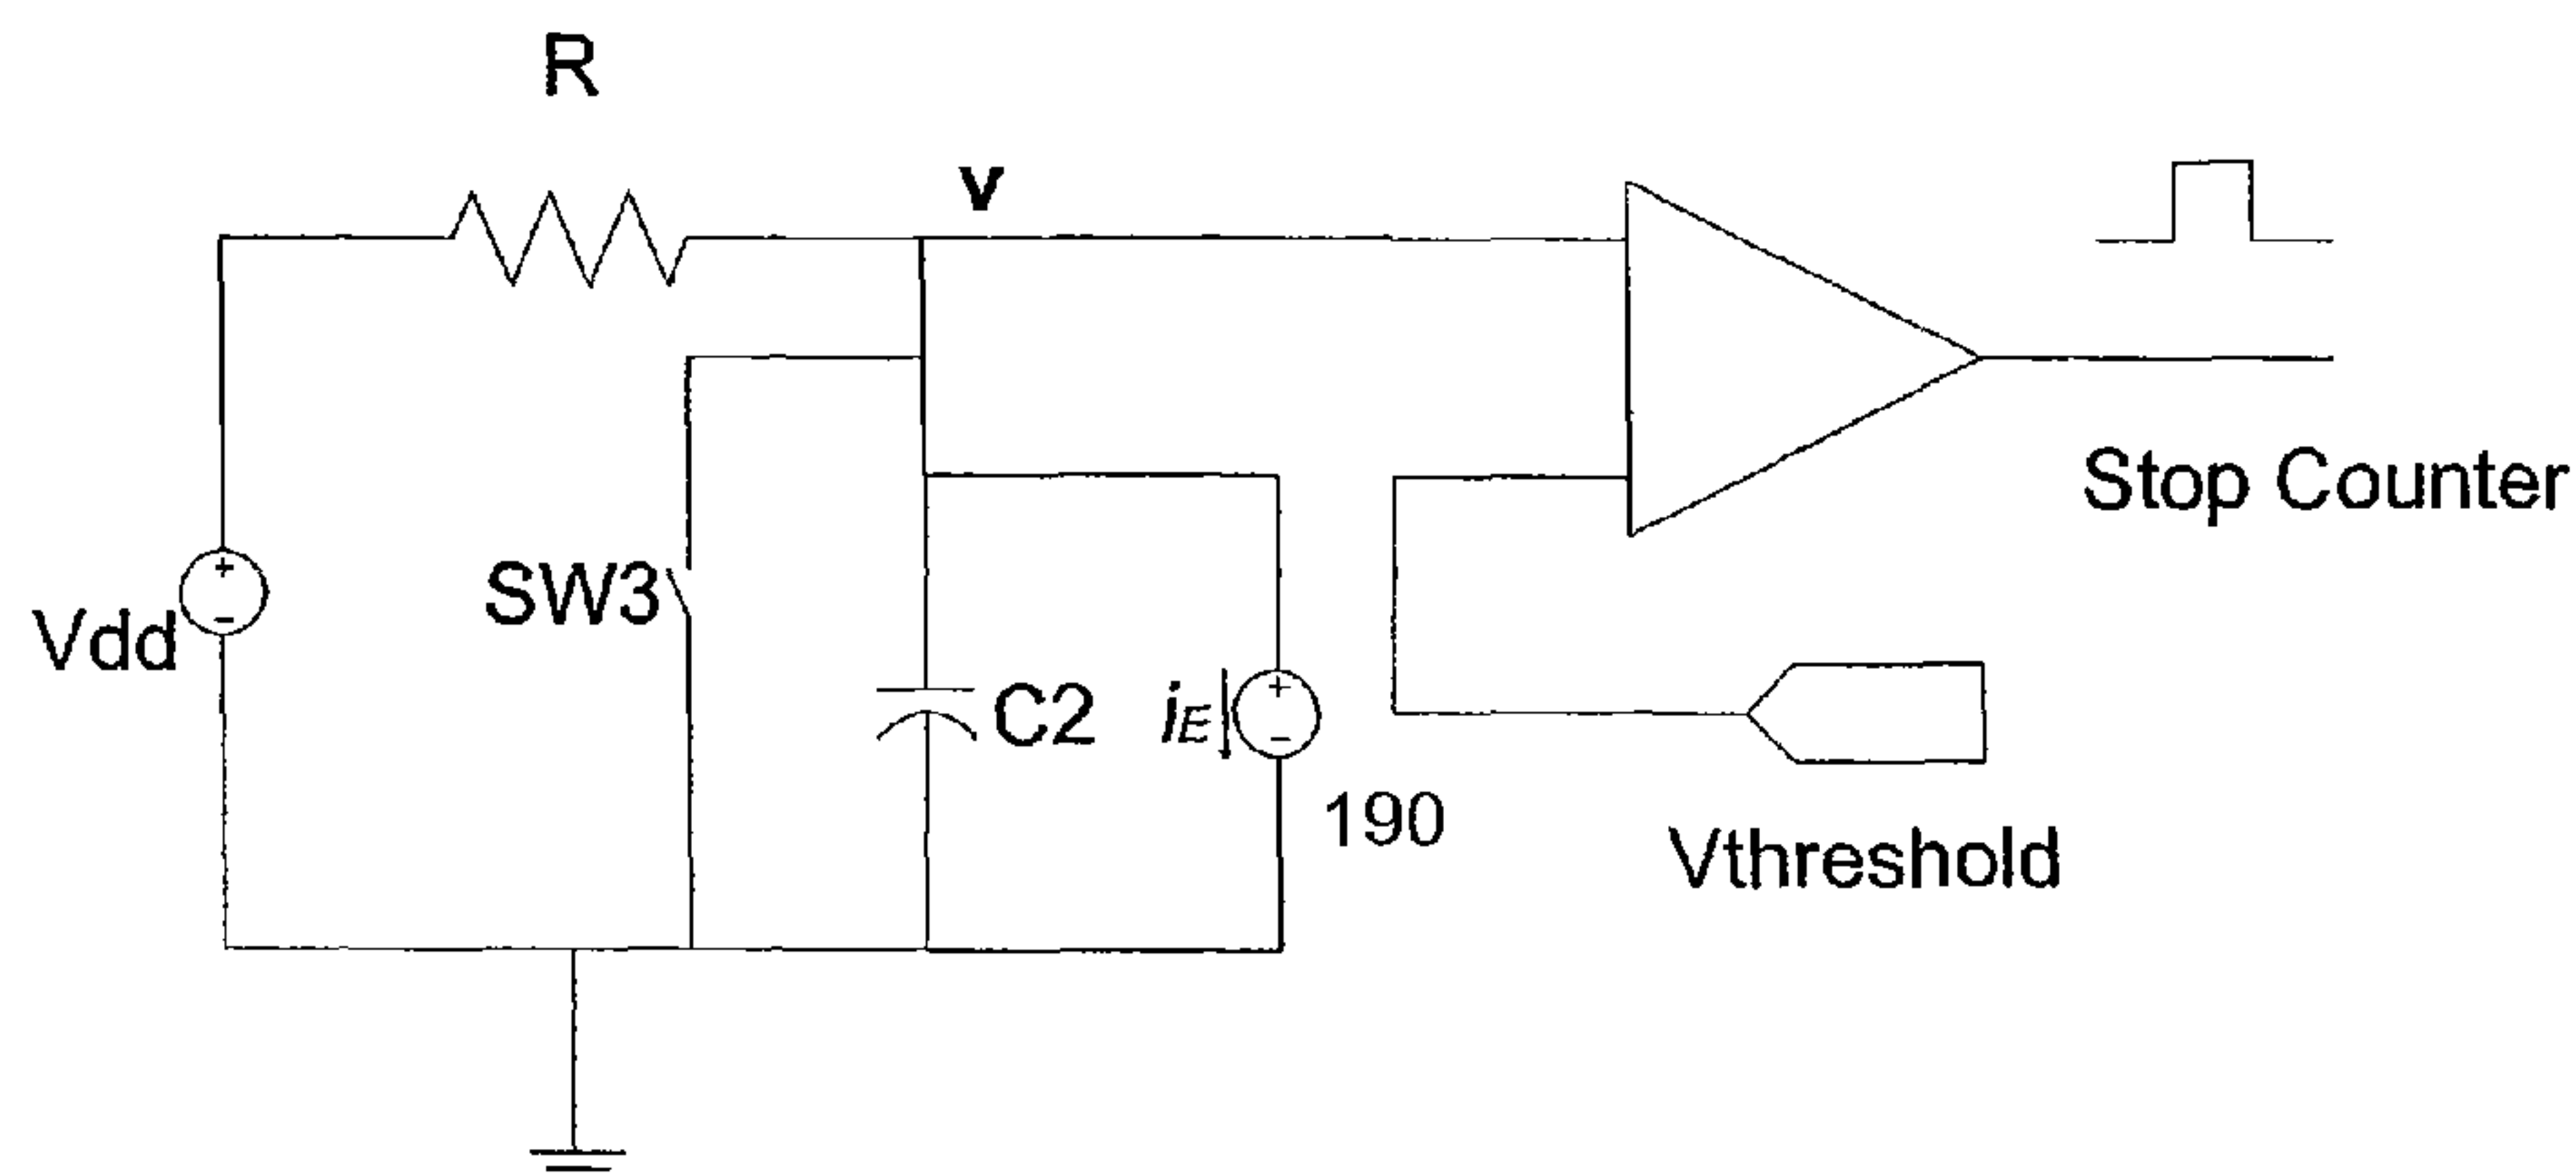 R
v
Stop Counter
SW3
Vdd
+
-
C2
iE
+
-
190
Vthreshold